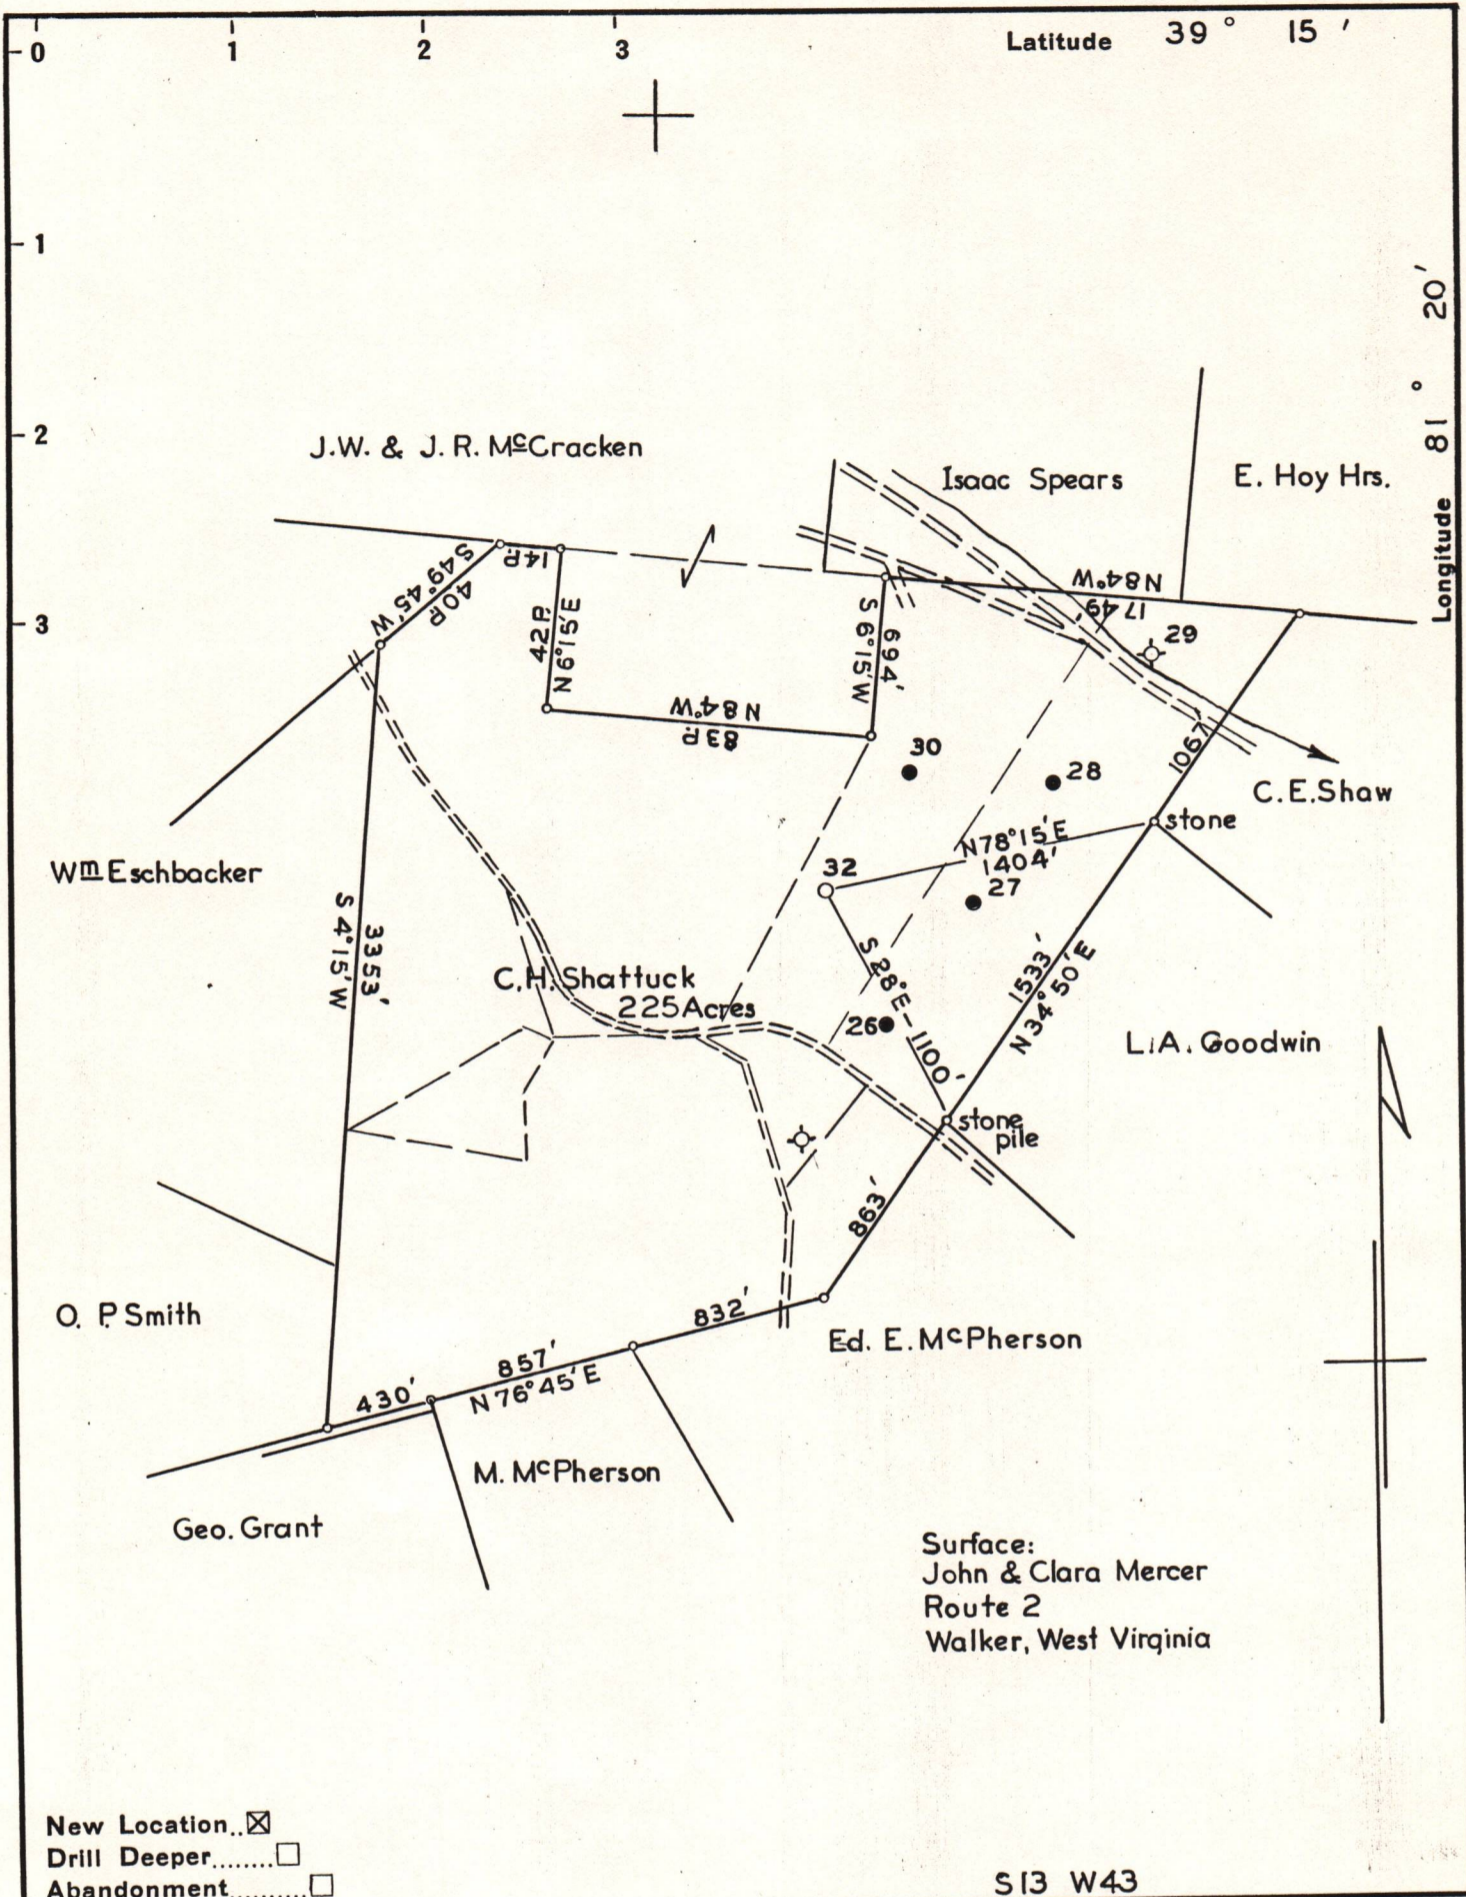 0 1 2 3 Latitude 39° 15'
1
2
3
Longitude 81° 20'
J.W. & J.R. McCracken
Isaac Spears
E. Hoy Hrs.
S 49° 45' W
40 P.
14 P.
42 P.
N 6° 15' E
N 84° W
83 P.
S 6° 15' W
694'
N 84° W
1749
29
30
28
1067'
C.E. Shaw
stone
N 78° 15' E
1404'
32
27
Wm Eschbacker
S 4° 15' W
3353'
C.H. Shattuck
225 Acres
S 28° E - 1100'
26
1533'
N 34° 50' E
L.A. Goodwin
stone
pile
863'
O. P. Smith
832'
Ed. E. McPherson
857'
N 76° 45' E
430'
M. McPherson
Geo. Grant
Surface:
John & Clara Mercer
Route 2
Walker, West Virginia
New Location..☒
Drill Deeper........☐
Abandonment..........☐
S13 W43